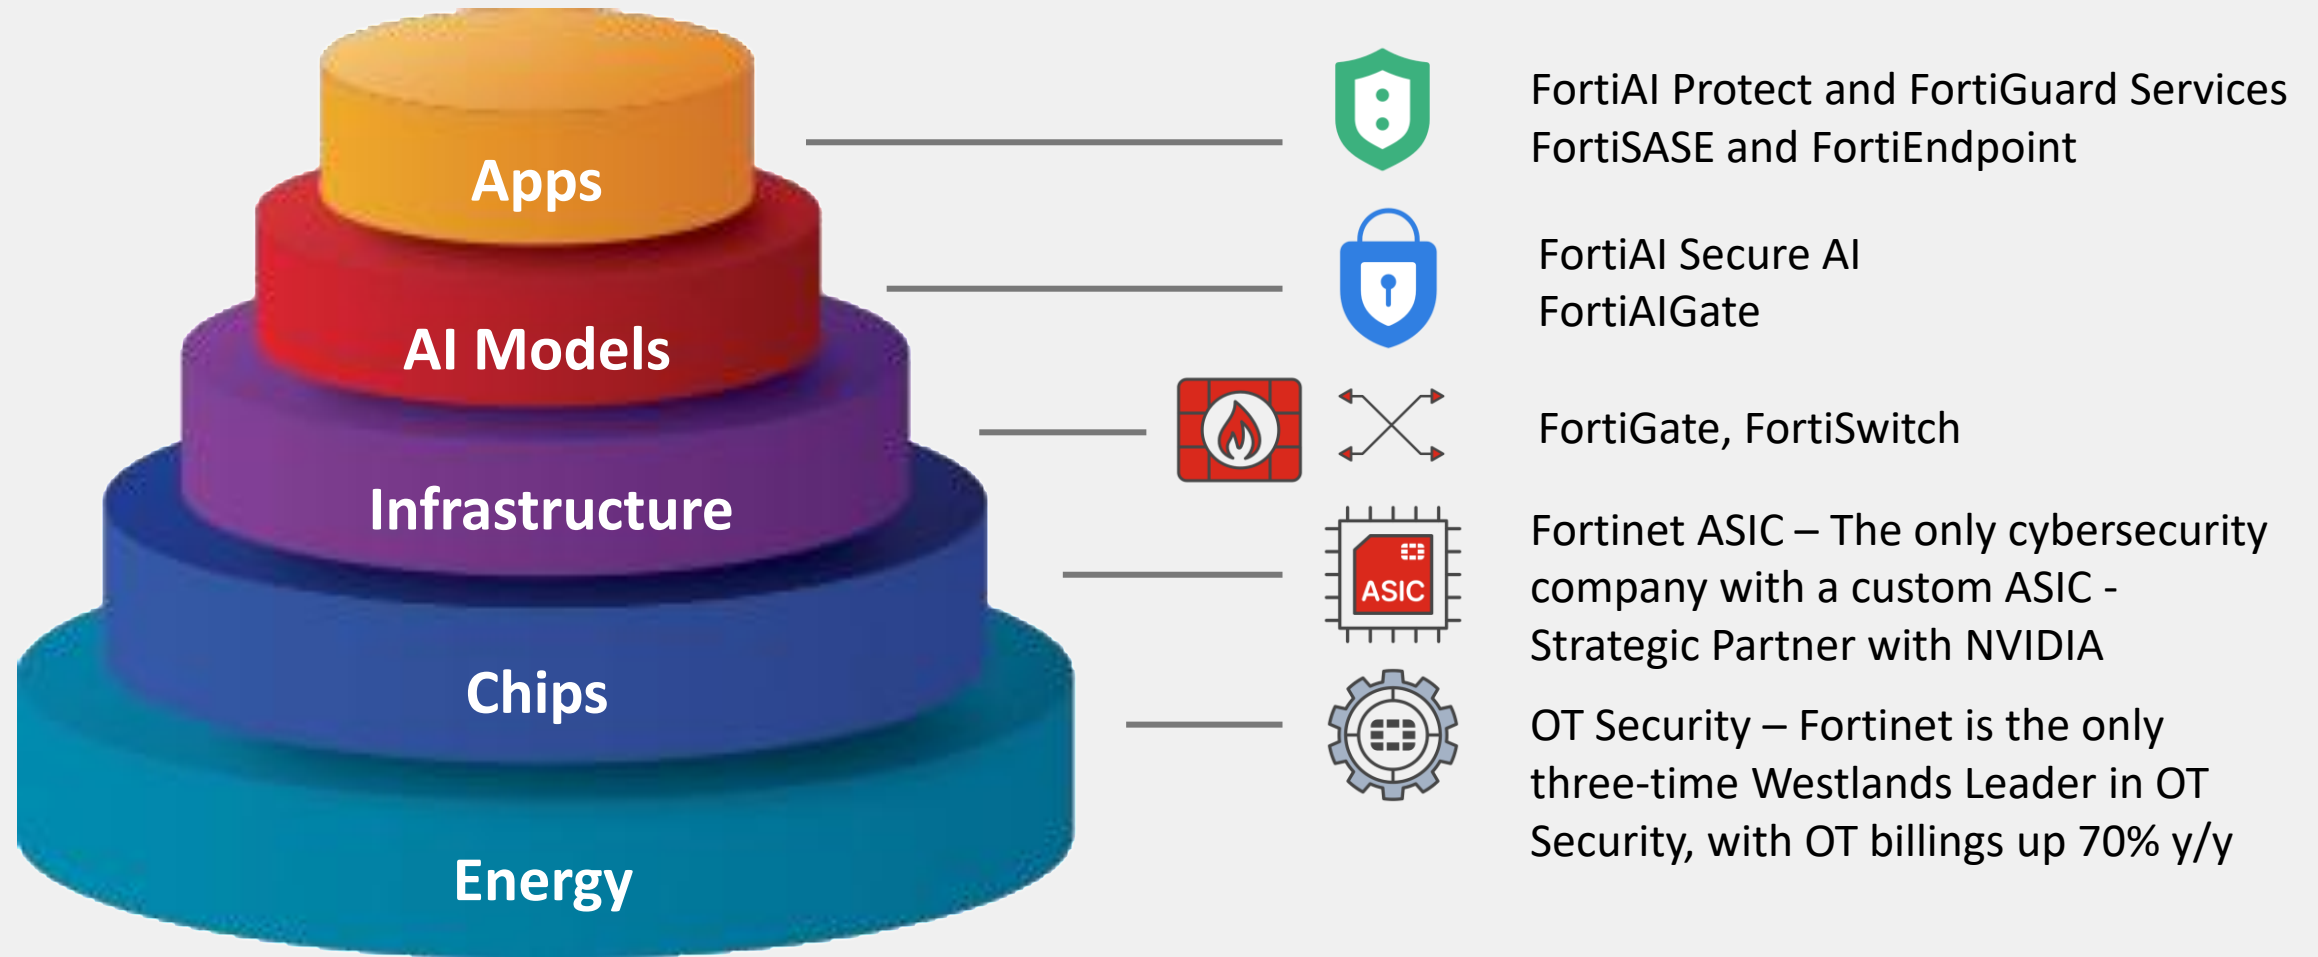 Apps
FortiAI Protect and FortiGuard Services
FortiSASE and FortiEndpoint
AI Models
FortiAI Secure AI
FortiAIGate
Infrastructure
FortiGate, FortiSwitch
Chips
ASIC
Fortinet ASIC – The only cybersecurity
company with a custom ASIC -
Strategic Partner with NVIDIA
Energy
OT Security – Fortinet is the only
three-time Westlands Leader in OT
Security, with OT billings up 70% y/y